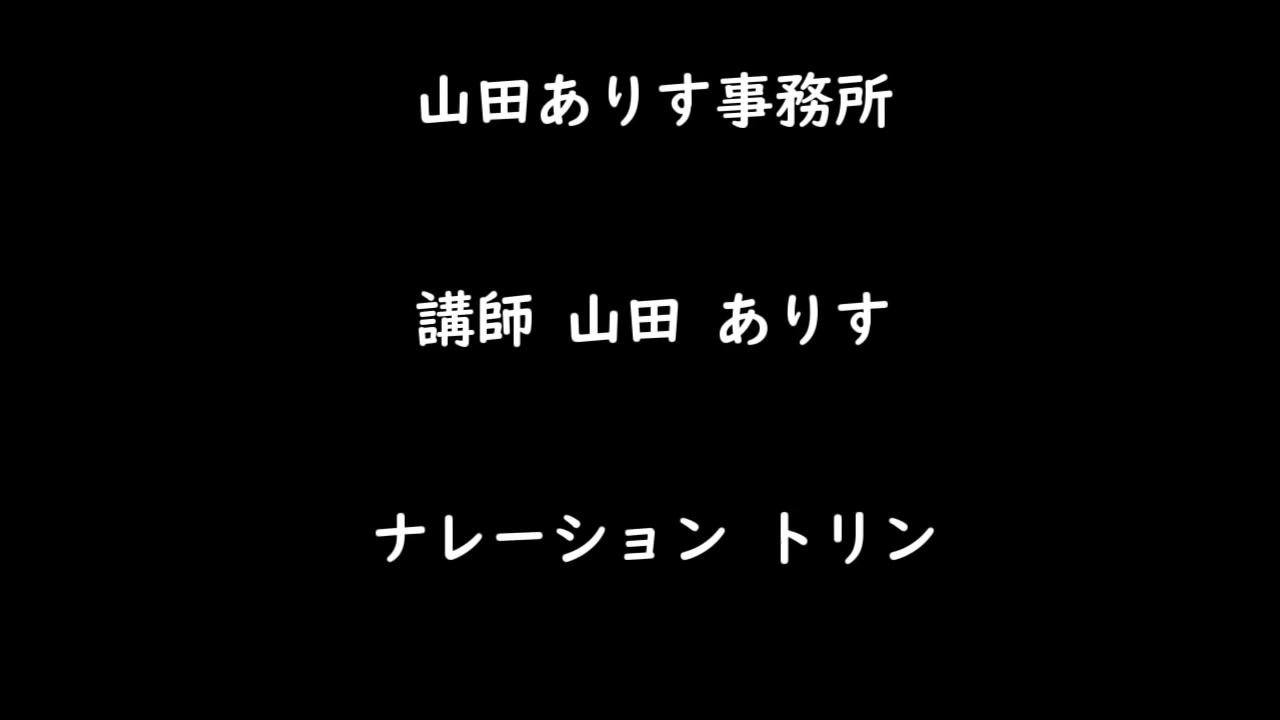 山田ありす事務所
講師 山田 ありす
ナレーション トリン